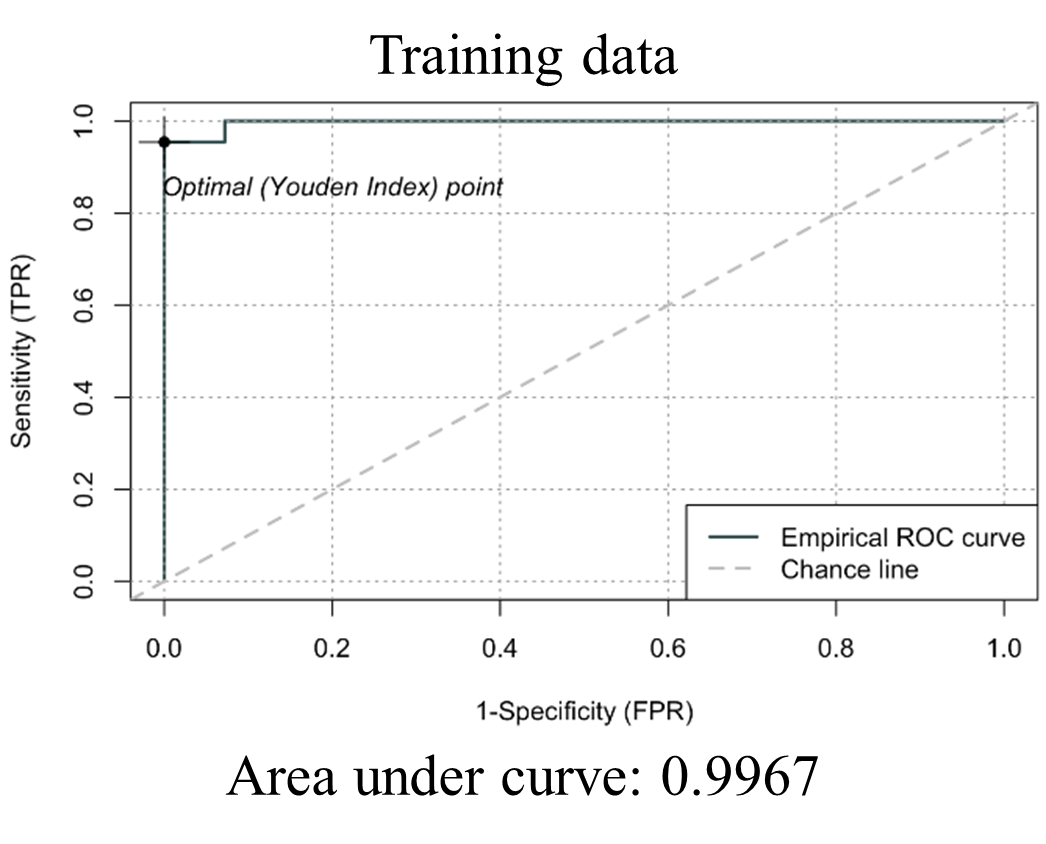 Training data
1.0
0.8
0.6
0.4
0.2
0.0
Sensitivity (TPR)
Optimal (Youden Index) point
Empirical ROC curve
Chance line
0.0 0.2 0.4 0.6 0.8 1.0
1-Specificity (FPR)
Area under curve: 0.9967